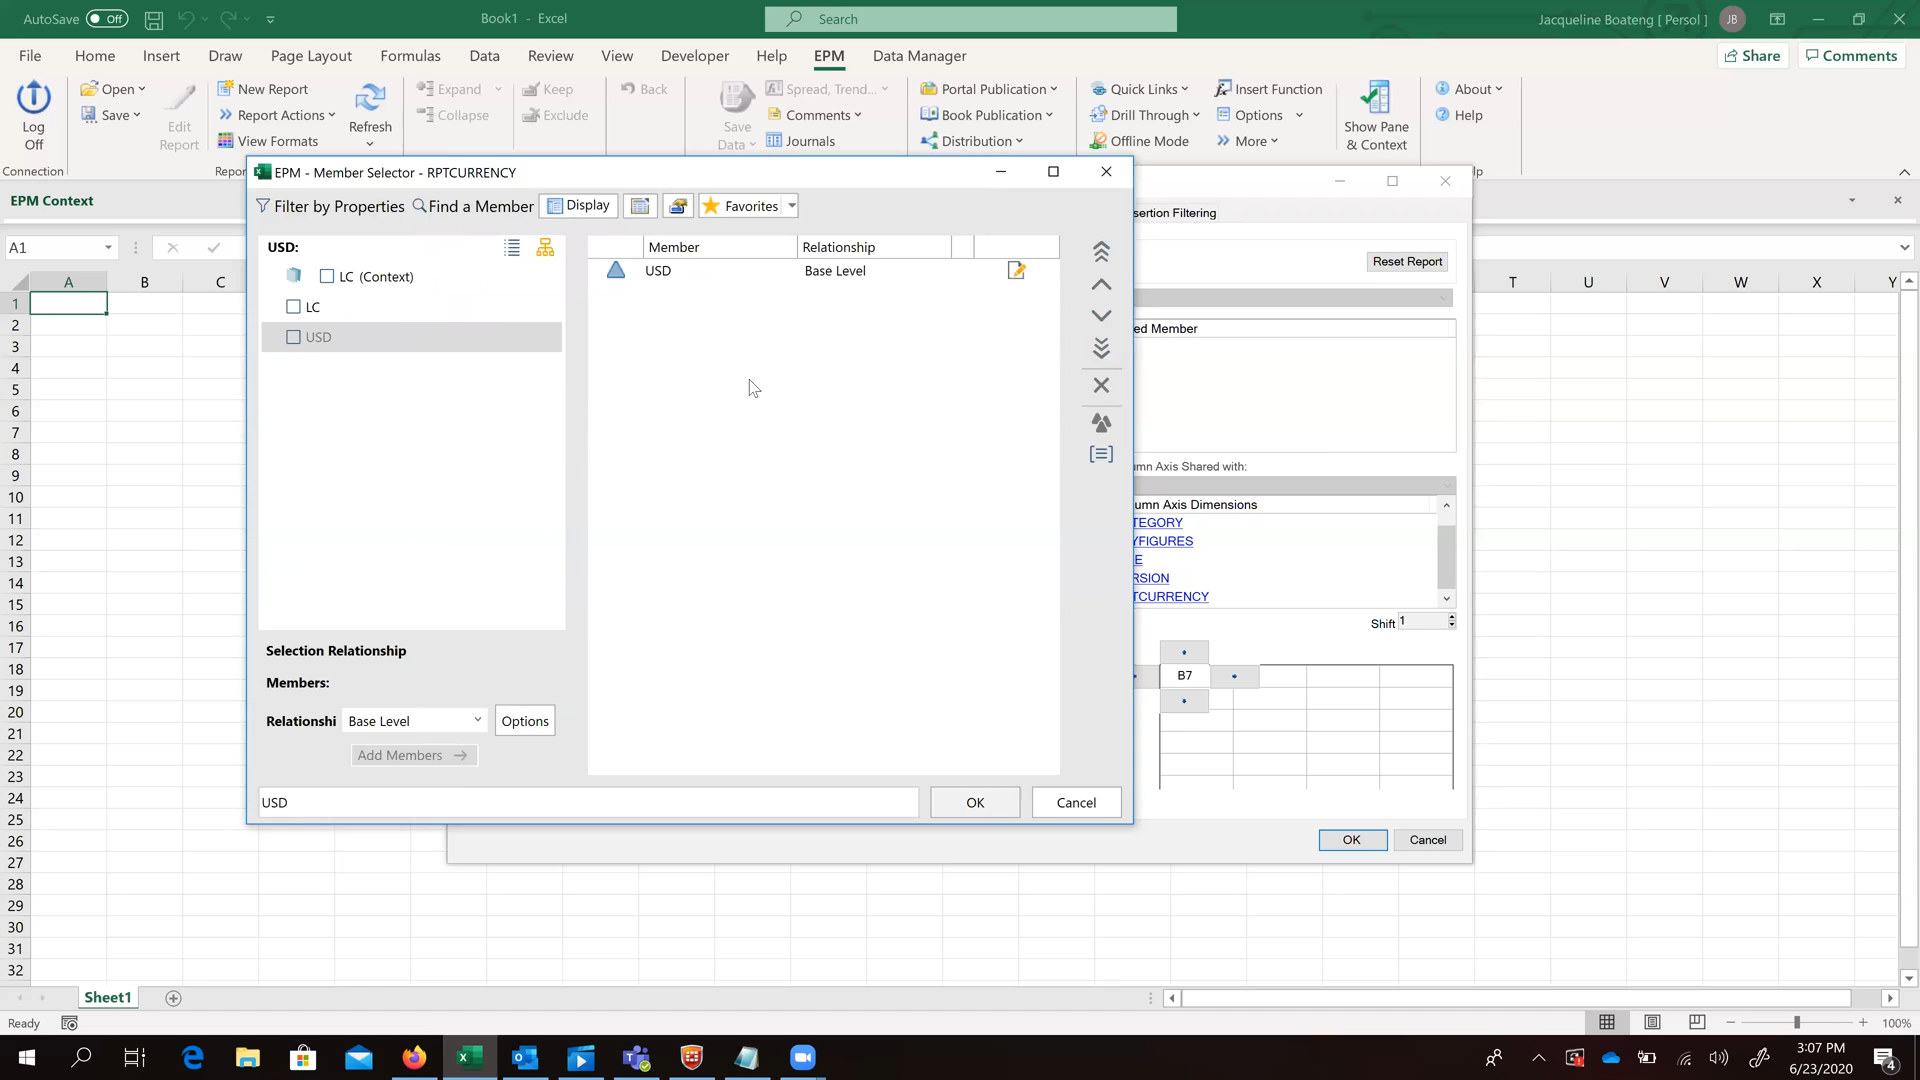 AutoSave Off Book1 - Excel Search Jacqueline Boateng [ Persol ] JB
File Home Insert Draw Page Layout Formulas Data Review View Developer Help EPM Data Manager Share Comments
Log Off
Connection
Open
Save
Edit Report
New Report
Report Actions
View Formats
Refresh
Expand
Collapse
Keep
Exclude
Back
Save Data
Spread, Trend...
Comments
Journals
Portal Publication
Book Publication
Distribution
Quick Links
Drill Through
Offline Mode
Insert Function
Options
More
Show Pane & Context
About
Help
Repor
lp
EPM Context
A1
EPM - Member Selector - RPTCURRENCY
Filter by Properties Find a Member Display Favorites
USD:
LC (Context)
LC
USD
Member Relationship
USD Base Level
Selection Relationship
Members:
Relationshi Base Level Options
Add Members
USD OK Cancel
sertion Filtering
Reset Report
ed Member
mn Axis Shared with:
umn Axis Dimensions
TEGORY
YFIGURES
E
RSION
TCURRENCY
Shift 1
B7
OK Cancel
A B C T U V W X Y
1
2
3
4
5
6
7
8
9
10
11
12
13
14
15
16
17
18
19
20
21
22
23
24
25
26
27
28
29
30
31
32
Sheet1
Ready 100%
3:07 PM
6/23/2020
4